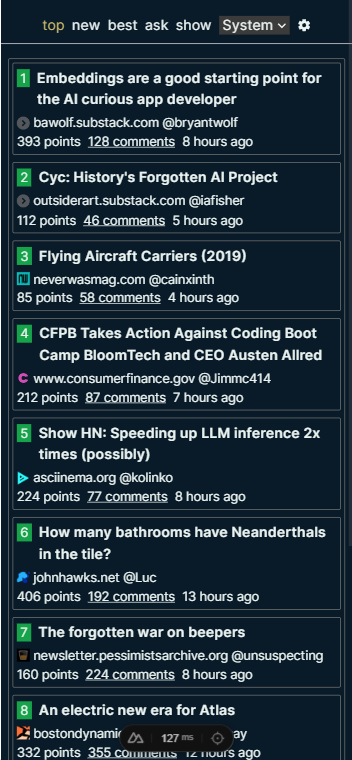 top new best ask show System
1 Embeddings are a good starting point for
the AI curious app developer
bawolf.substack.com @bryantwolf
393 points 128 comments 8 hours ago
2 Cyc: History's Forgotten AI Project
outsiderart.substack.com @iafisher
112 points 46 comments 5 hours ago
3 Flying Aircraft Carriers (2019)
neverwasmag.com @cainxinth
85 points 58 comments 4 hours ago
4 CFPB Takes Action Against Coding Boot
Camp BloomTech and CEO Austen Allred
www.consumerfinance.gov @Jimmc414
212 points 87 comments 7 hours ago
5 Show HN: Speeding up LLM inference 2x
times (possibly)
asciinema.org @kolinko
224 points 77 comments 8 hours ago
6 How many bathrooms have Neanderthals
in the tile?
johnhawks.net @Luc
406 points 192 comments 13 hours ago
7 The forgotten war on beepers
newsletter.pessimistsarchive.org @unsuspecting
160 points 224 comments 8 hours ago
8 An electric new era for Atlas
127 ms
332 points 355 comments 12 hours ago